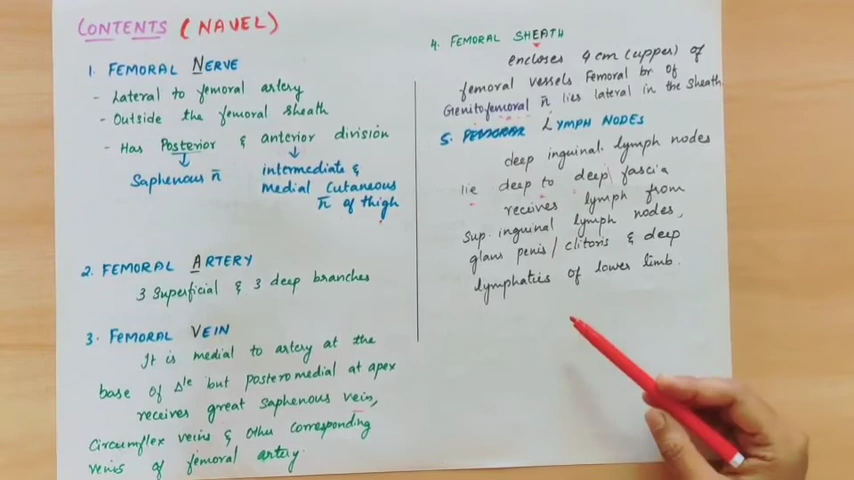 CONTENTS (NAVEL)
1. FEMORAL NERVE
- Lateral to femoral artery
- Outside the femoral sheath
- Has Posterior & anterior division
↓ ↓
Saphenous n̄
intermediate &
medial cutaneous
n̄ of thigh
2. FEMORAL ARTERY
3 Superficial & 3 deep branches
3. FEMORAL VEIN
It is medial to artery at the
base of Δle but posteromedial at apex
receives great saphenous vein,
circumflex veins & other corresponding
veins of femoral artery.
4. FEMORAL SHEATH
encloses 4 cm (upper) of
femoral vessels Femoral br of
Genitofemoral n̄ lies lateral in the sheath
5. FEMORAL LYMPH NODES
deep inguinal lymph nodes
lie deep to deep fascia
receives lymph from
Sup. inguinal lymph nodes,
glans penis/clitoris & deep
lymphatics of lower limb.